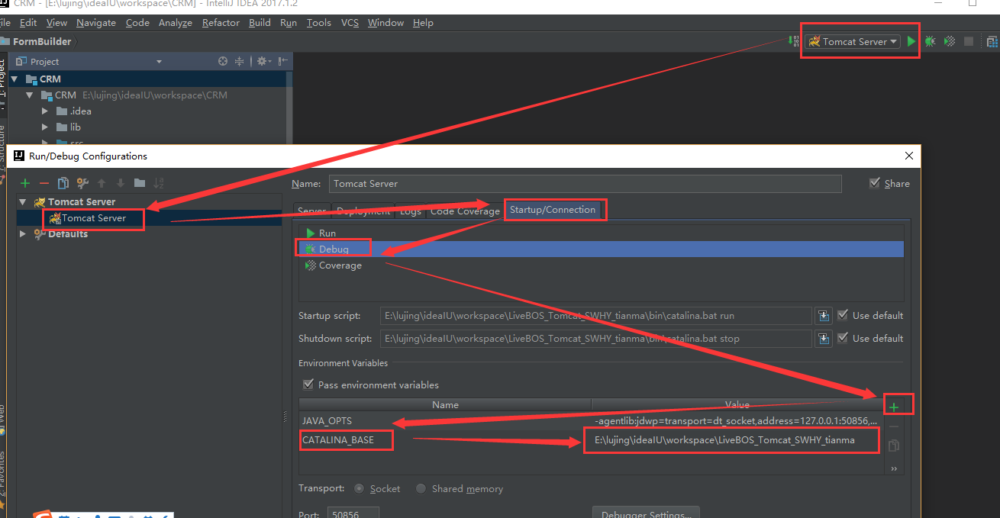 CRM - [E:\lujing\ideaIU\workspace\CRM] - IntelliJ IDEA 2017.1.2
File Edit View Navigate Code Analyze Refactor Build Run Tools VCS Window Help
FormBuilder
Tomcat Server
Project
1: Project
CRM
CRM E:\lujing\ideaIU\workspace\CRM
.idea
lib
src
7: Structure
Run/Debug Configurations
Name: Tomcat Server Share
Tomcat Server
Tomcat Server
Defaults
Server Deployment Logs Code Coverage Startup/Connection
Run
Debug
Coverage
Startup script: E:\lujing\ideaIU\workspace\LiveBOS_Tomcat_SWHY_tianma\bin\catalina.bat run Use default
Shutdown script: E:\lujing\ideaIU\workspace\LiveBOS_Tomcat_SWHY_tianma\bin\catalina.bat stop Use default
Environment Variables
Pass environment variables
Name Value
JAVA_OPTS -agentlib:jdwp=transport=dt_socket,address=127.0.0.1:50856,...
CATALINA_BASE E:\lujing\ideaIU\workspace\LiveBOS_Tomcat_SWHY_tianma
Web
2: Favorites
Transport: Socket Shared memory
Port: 50856 Debugger Settings...